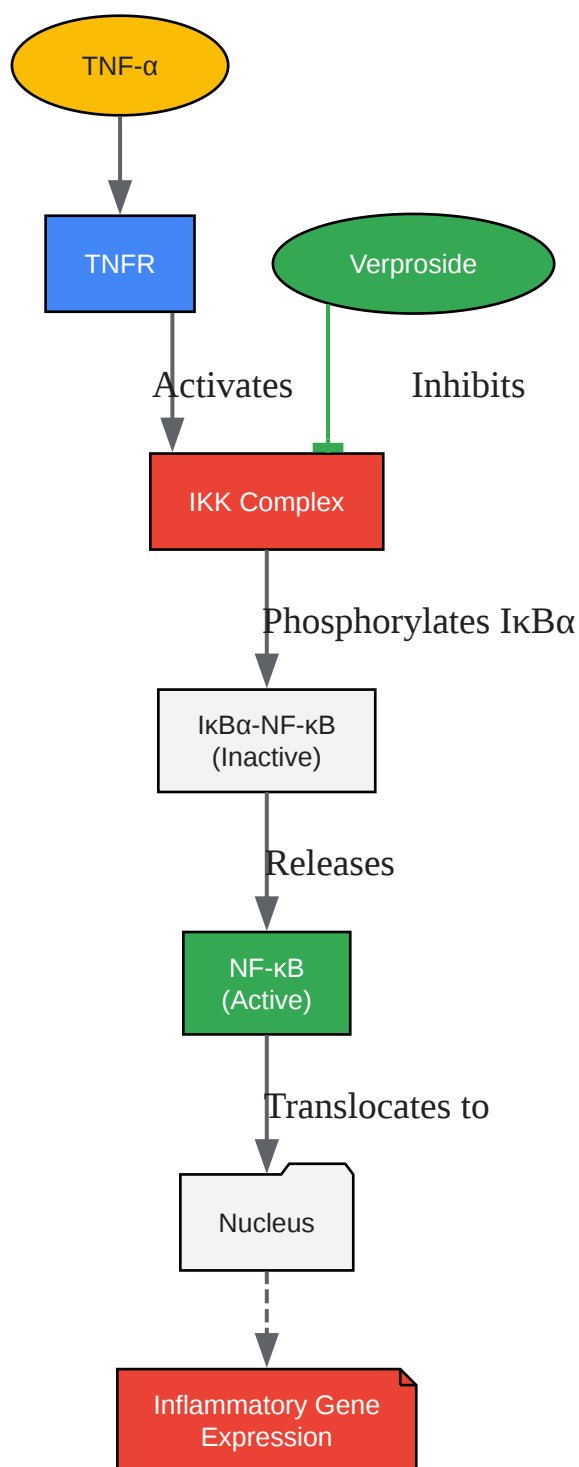 TNF-α
TNFR
Verproside
Activates
Inhibits
IKK Complex
Phosphorylates IκBα
IκBα-NF-κB
(Inactive)
Releases
NF-κB
(Active)
Translocates to
Nucleus
Inflammatory Gene
Expression